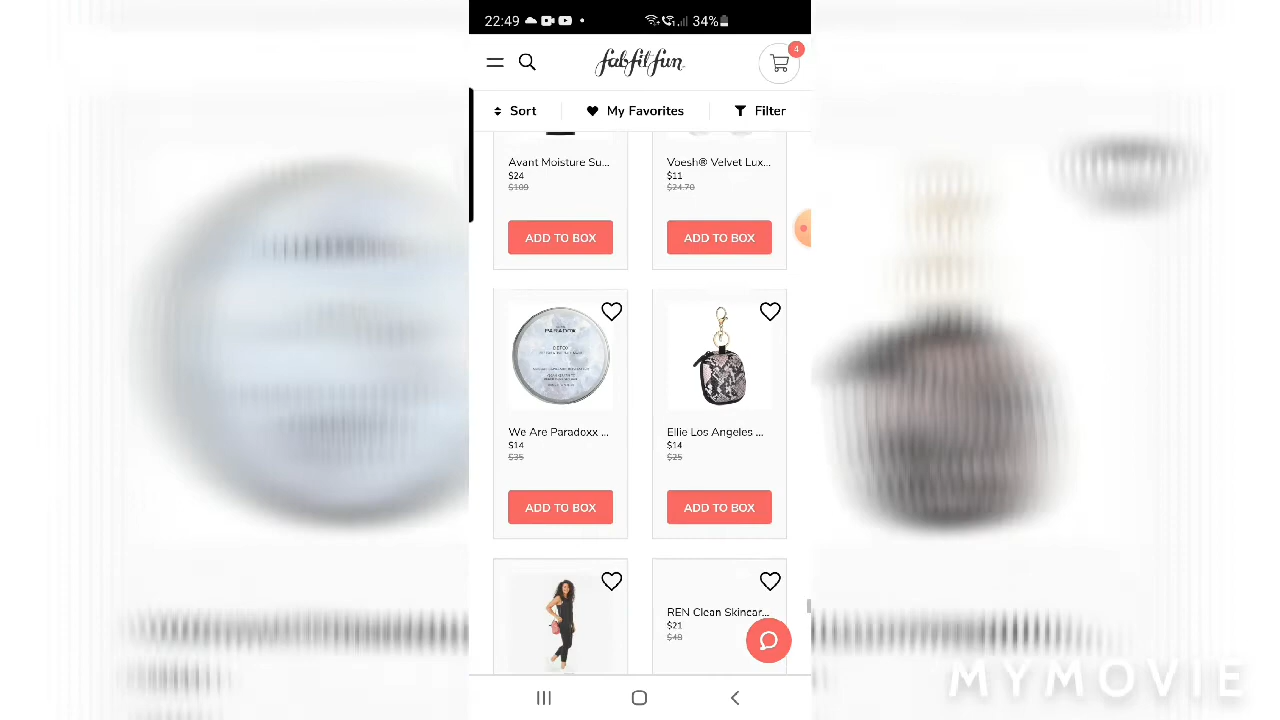 22:49 34%
fabfitfun 4
Sort My Favorites Filter
Avant Moisture Su... Voesh® Velvet Lux...
$24 $11
$109 $24.70
ADD TO BOX ADD TO BOX
PARADOXX
DETOX
We Are Paradoxx ... Ellie Los Angeles ...
$14 $14
$35 $25
ADD TO BOX ADD TO BOX
REN Clean Skincar...
$21
$48
MYMOVIE